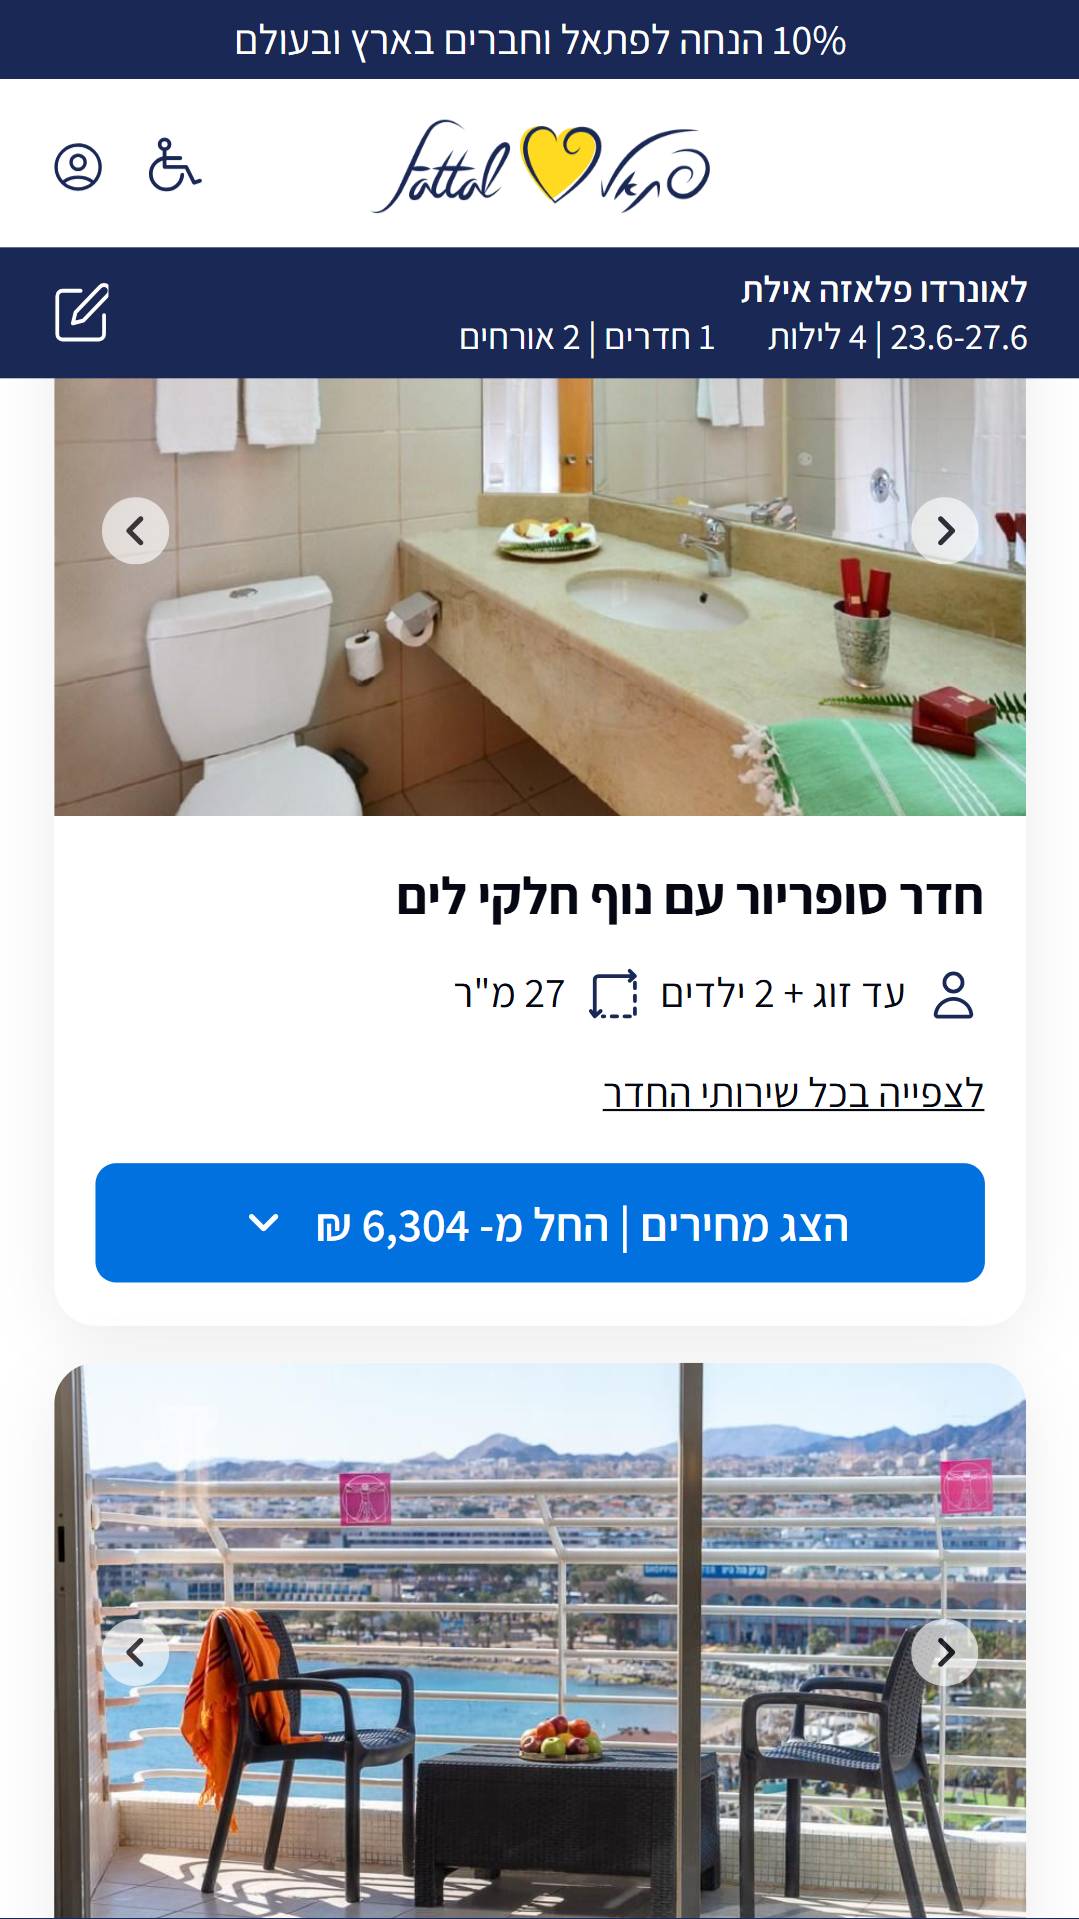 10% הנחה לפתאל וחברים בארץ ובעולם
fattal פתאל
לאונרדו פלאזה אילת
23.6-27.6 | 4 לילות 1 חדרים | 2 אורחים
חדר סופריור עם נוף חלקי לים
עד זוג + 2 ילדים 27 מ"ר
לצפייה בכל שירותי החדר
הצג מחירים | החל מ- 6,304 ₪